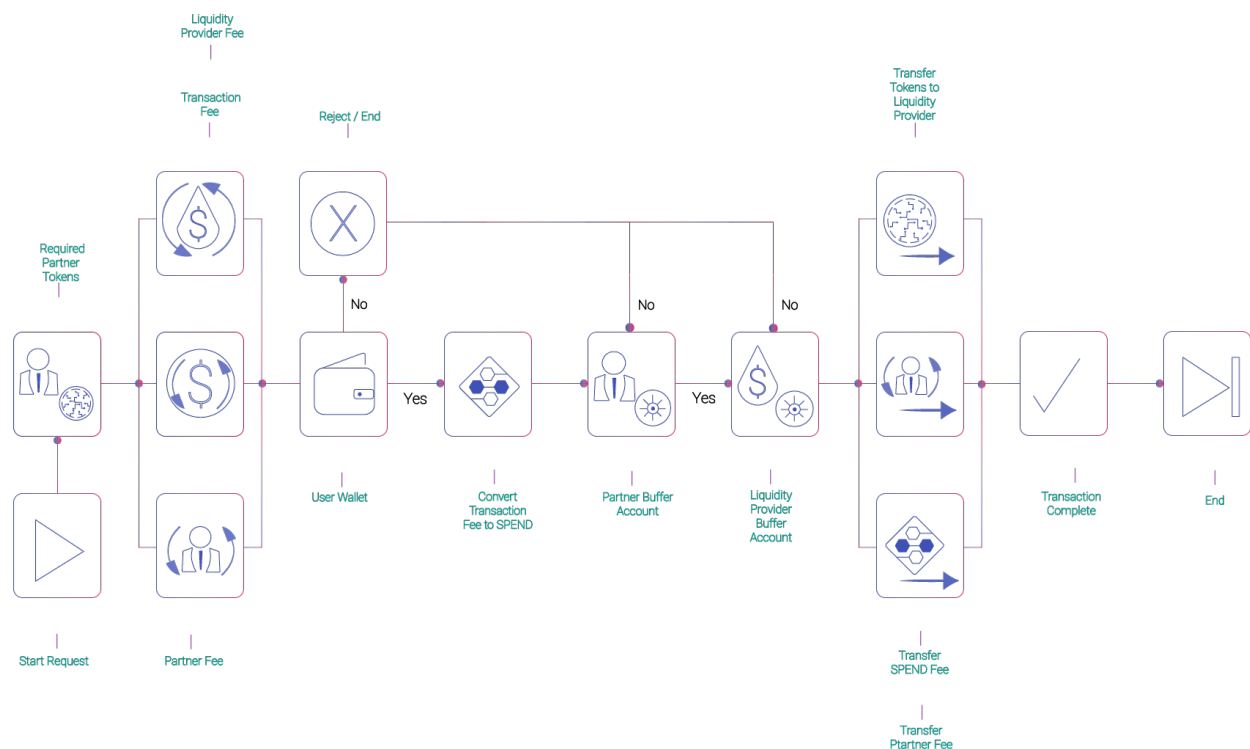 Liquidity
Provider Fee
Transaction
Fee
Reject / End
Transfer
Tokens to
Liquidity
Provider
Required
Partner
Tokens
$
X
No
No
No
$
$
Yes
Yes
User Wallet
Convert
Transaction
Fee to SPEND
Partner Buffer
Account
Liquidity
Provider
Buffer
Account
Transaction
Complete
End
Start Request
Partner Fee
Transfer
SPEND Fee
Transfer
Ptartner Fee